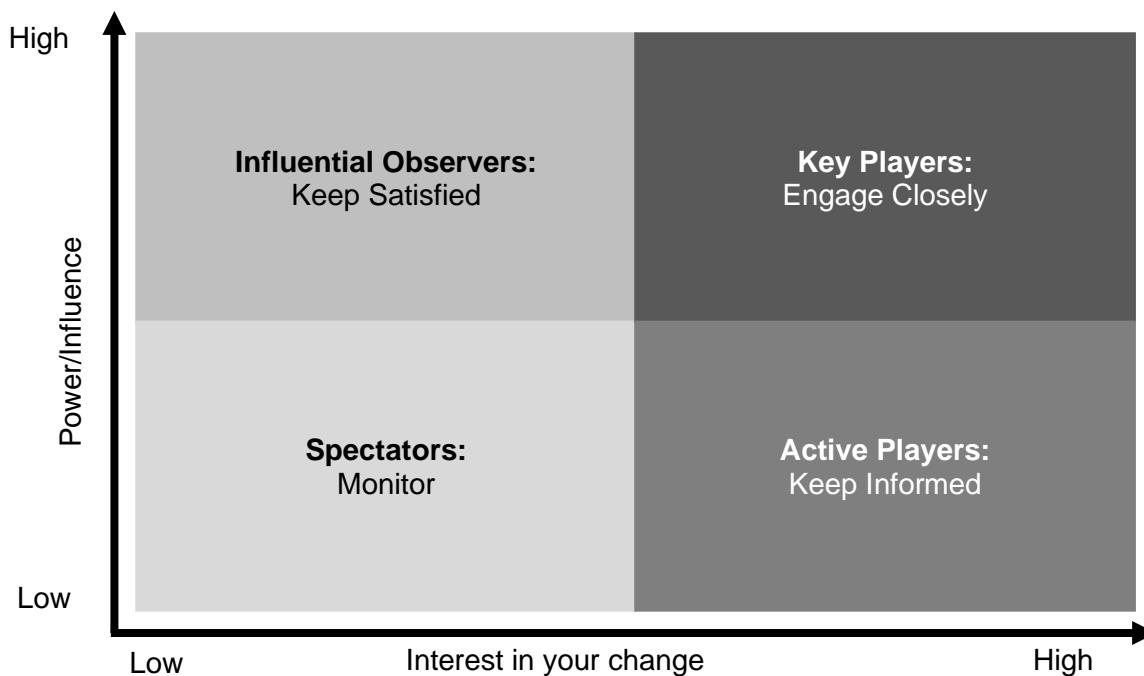 High
Influential Observers:
Keep Satisfied
Key Players:
Engage Closely
Power/Influence
Spectators:
Monitor
Active Players:
Keep Informed
Low
Low
Interest in your change
High